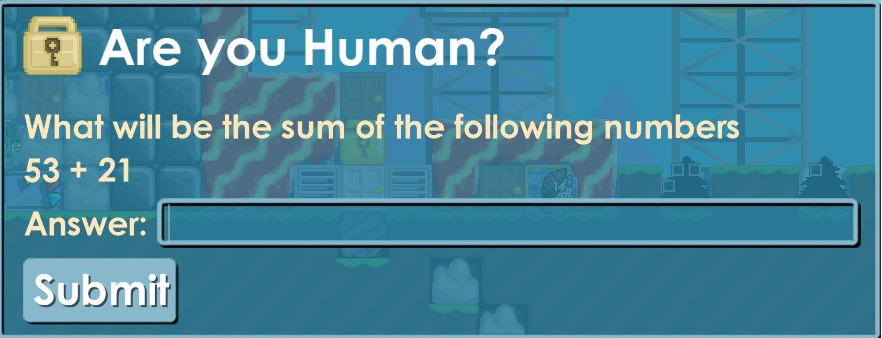 Are you Human?
What will be the sum of the following numbers
53 + 21
Answer:
Submit